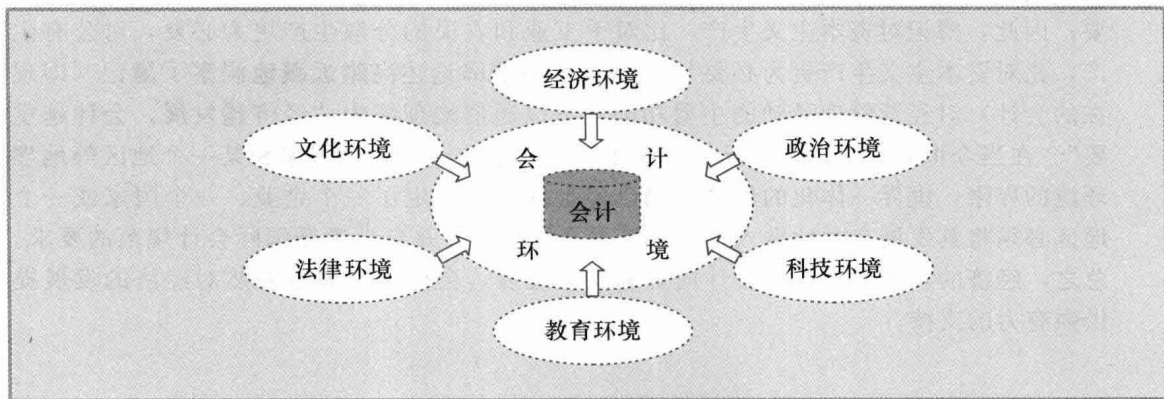 经济环境
文化环境
会 计
政治环境
会计
法律环境
环 境
科技环境
教育环境